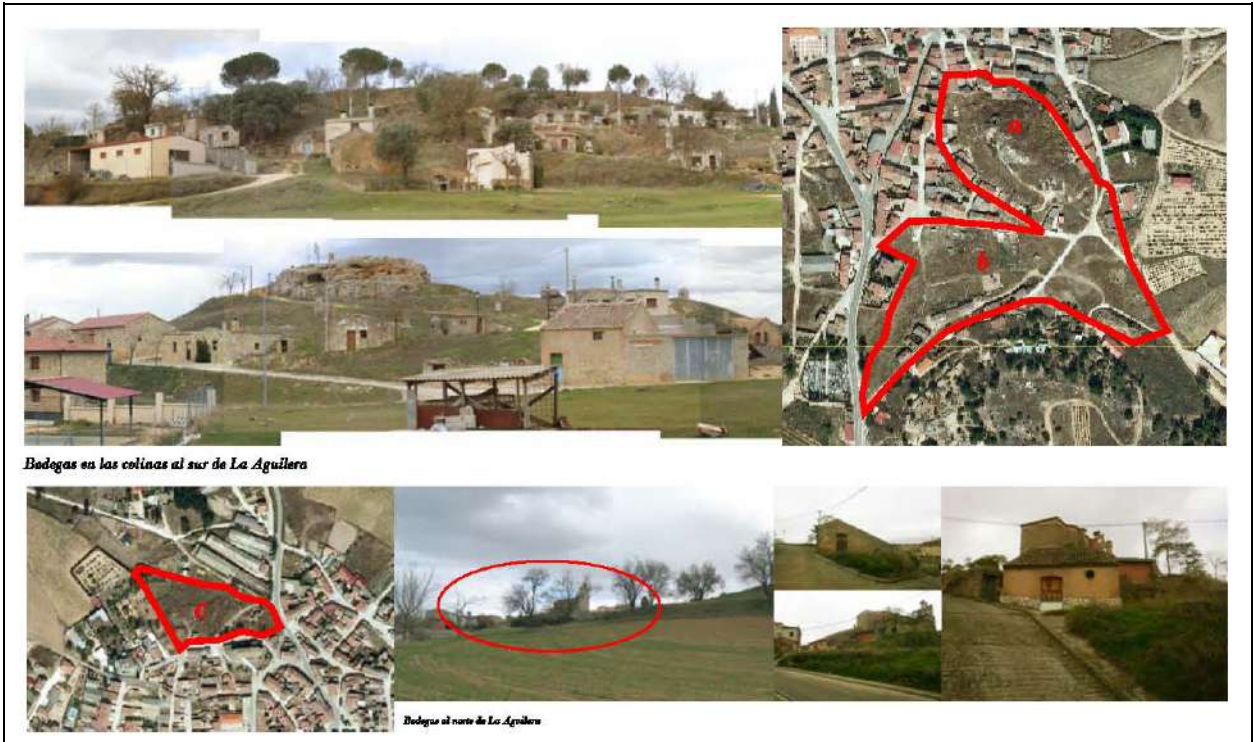 a
b
Bodegas en las colinas al sur de La Aguilera
c
Bodegas al norte de La Aguilera